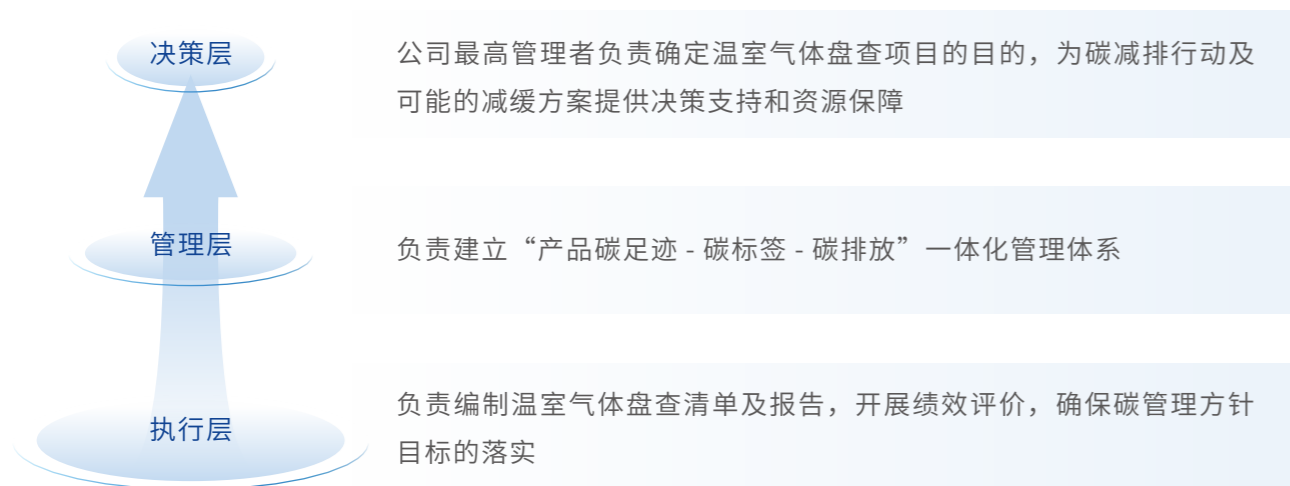 决策层
公司最高管理者负责确定温室气体盘查项目的目的，为碳减排行动及
可能的减缓方案提供决策支持和资源保障
管理层
负责建立“产品碳足迹 - 碳标签 - 碳排放”一体化管理体系
执行层
负责编制温室气体盘查清单及报告，开展绩效评价，确保碳管理方针
目标的落实